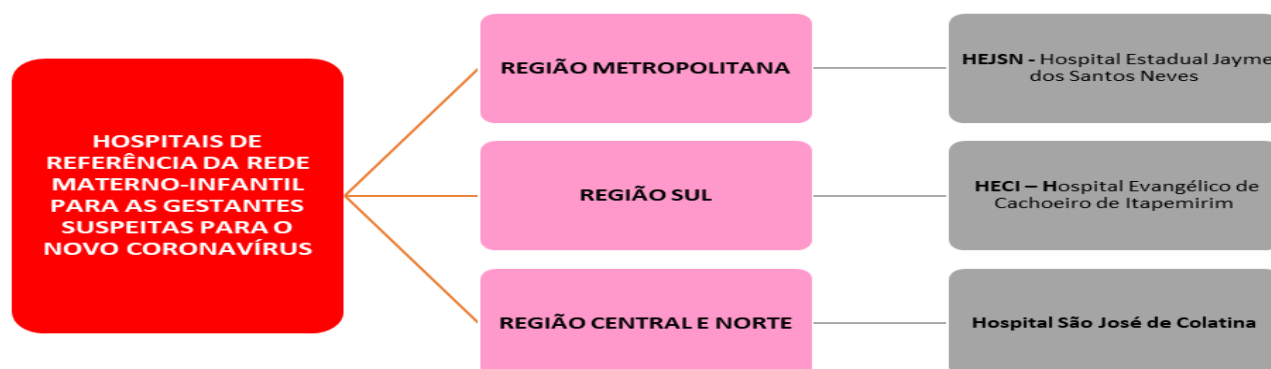 HOSPITAIS DE
REFERÊNCIA DA REDE
MATERNO-INFANTIL
PARA AS GESTANTES
SUSPEITAS PARA O
NOVO CORONAVÍRUS
REGIÃO METROPOLITANA
HEJSN - Hospital Estadual Jayme
dos Santos Neves
REGIÃO SUL
HECI – Hospital Evangélico de
Cachoeiro de Itapemirim
REGIÃO CENTRAL E NORTE
Hospital São José de Colatina